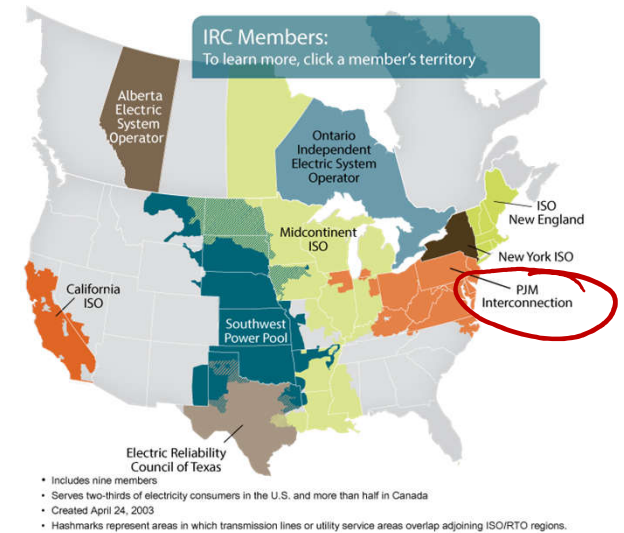 IRC Members:
To learn more, click a member's territory
Alberta
Electric
System
Operator
Ontario
Independent
Electric System
Operator
ISO
New England
Midcontinent
ISO
New York ISO
California
ISO
PJM
Interconnection
Southwest
Power Pool
Electric Reliability
Council of Texas
• Includes nine members
• Serves two-thirds of electricity consumers in the U.S. and more than half in Canada
• Created April 24, 2003
• Hashmarks represent areas in which transmission lines or utility service areas overlap adjoining ISO/RTO regions.